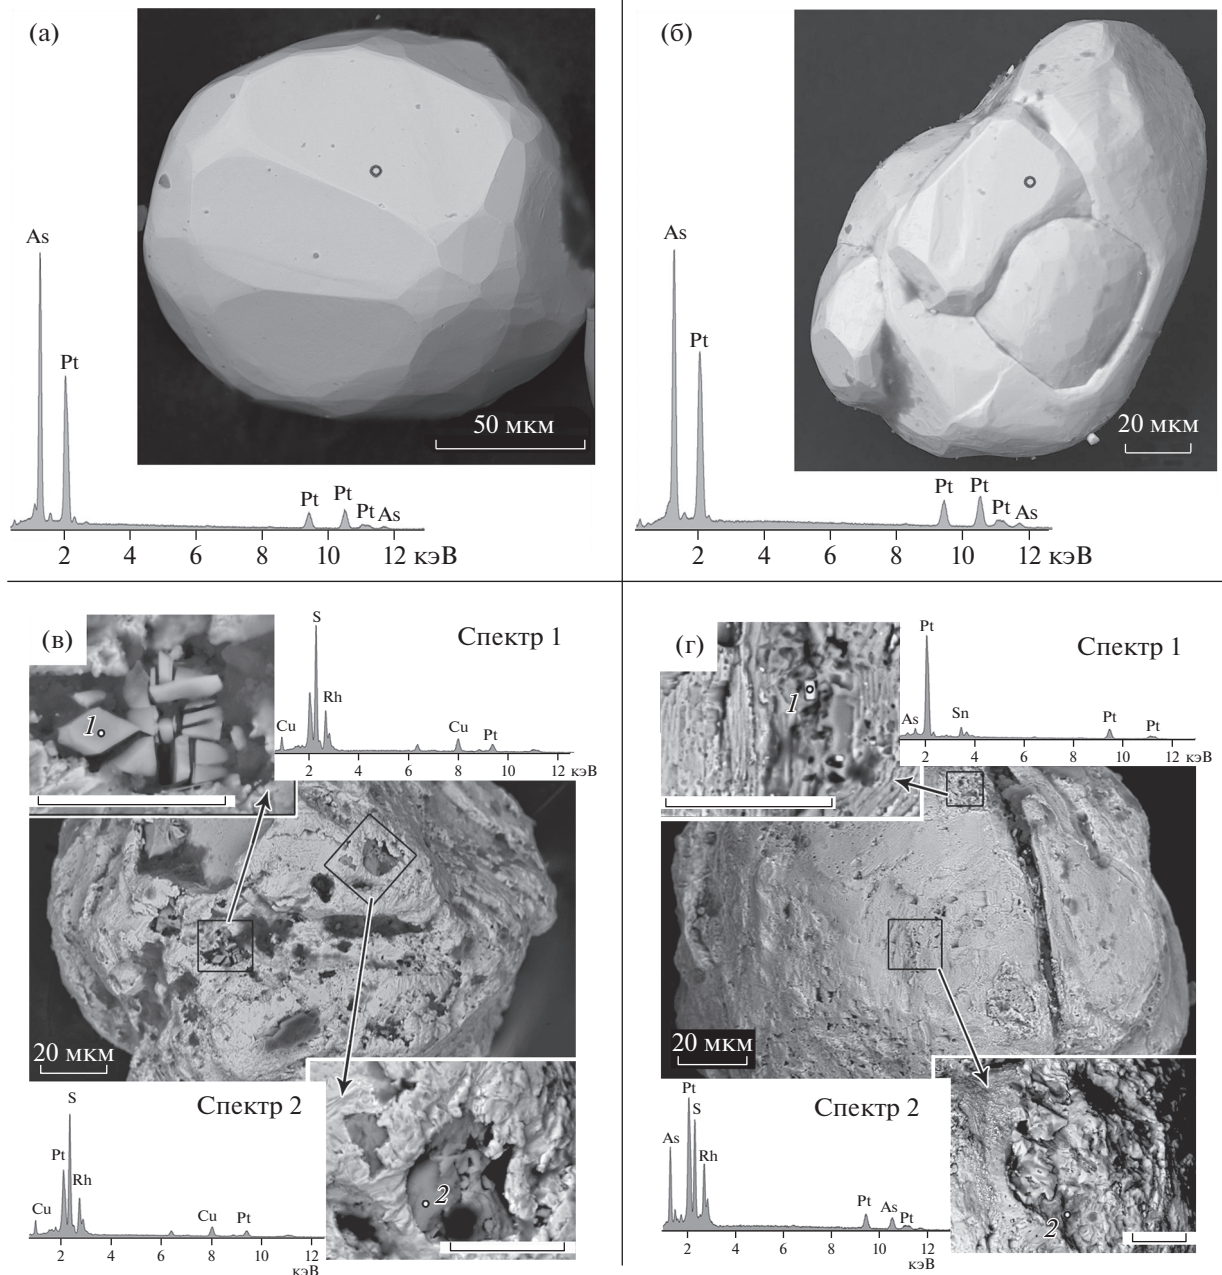 (а)
As
Pt
50 мкм
Pt
Pt
Pt
As
2 4 6 8 10 12 кэВ
(б)
As
Pt
20 мкм
Pt
Pt
Pt
As
2 4 6 8 10 12 кэВ
(в)
1
Спектр 1
S
Rh
Cu
Cu
Pt
2 4 6 8 10 12
кэВ
20 мкм
Спектр 2
S
Pt
Rh
Cu
Cu
Pt
2 4 6 8 10 12
кэВ
2
(г)
1
Спектр 1
Pt
As
Sn
Pt
Pt
2 4 6 8 10 12
кэВ
20 мкм
Спектр 2
Pt
S
As
Rh
Pt
As
Pt
2 4 6 8 10 12
кэВ
2